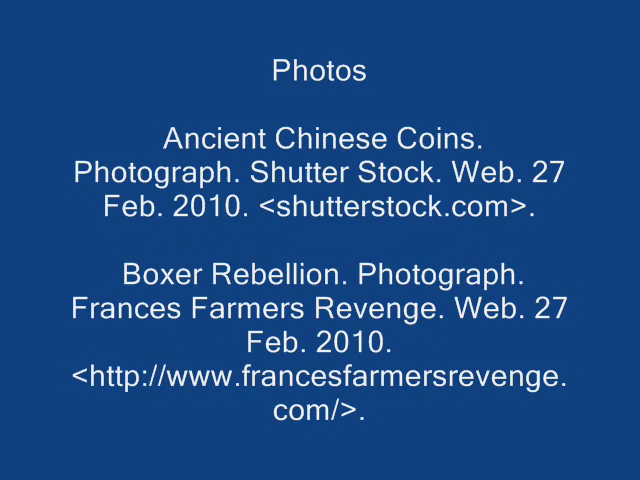 Photos
Ancient Chinese Coins.
Photograph. Shutter Stock. Web. 27
Feb. 2010. <shutterstock.com>.
Boxer Rebellion. Photograph.
Frances Farmers Revenge. Web. 27
Feb. 2010.
<http://www.francesfarmersrevenge.
com/>.